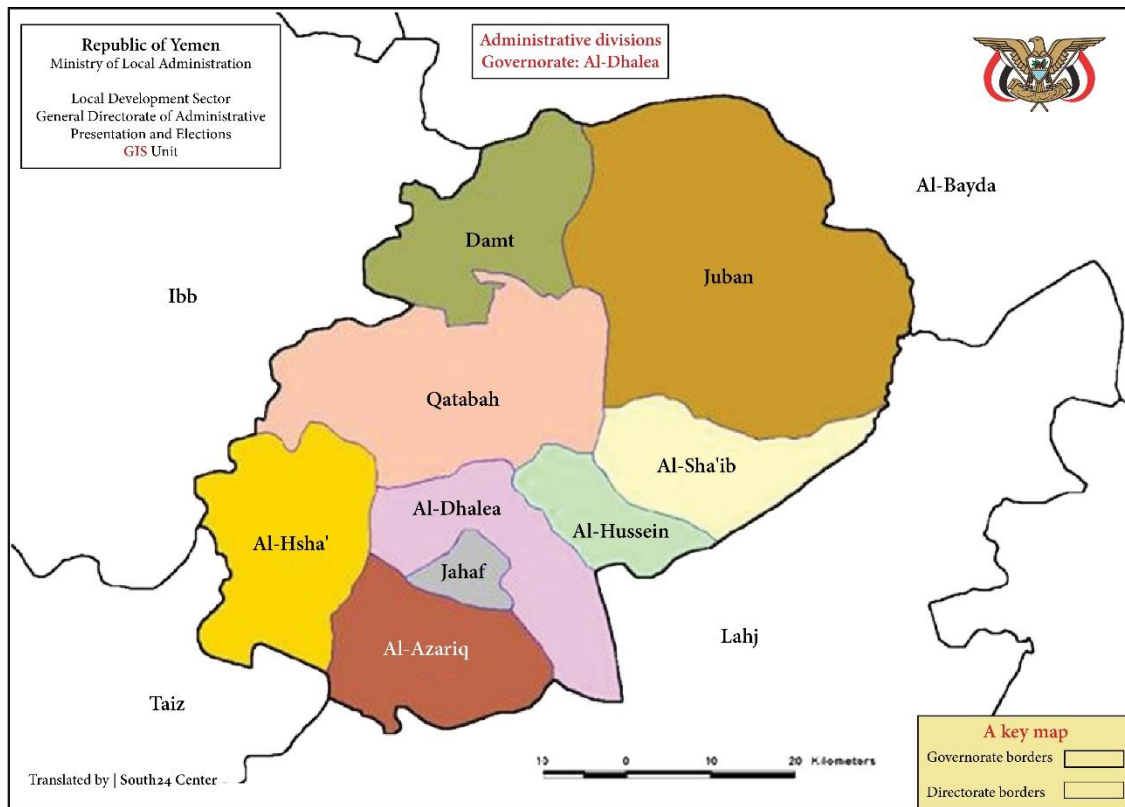 Republic of Yemen
Ministry of Local Administration
Local Development Sector
General Directorate of Administrative
Presentation and Elections
GIS Unit
Administrative divisions
Governorate: Al-Dhalea
Al-Bayda
Damt
Juban
Ibb
Qatabah
Al-Sha'ib
Al-Dhalea
Al-Hussein
Al-Hsha'
Jahaf
Lahj
Al-Azariq
Taiz
A key map
Governorate borders
Directorate borders
10 0 10 20 Kilometers
Translated by | South24 Center